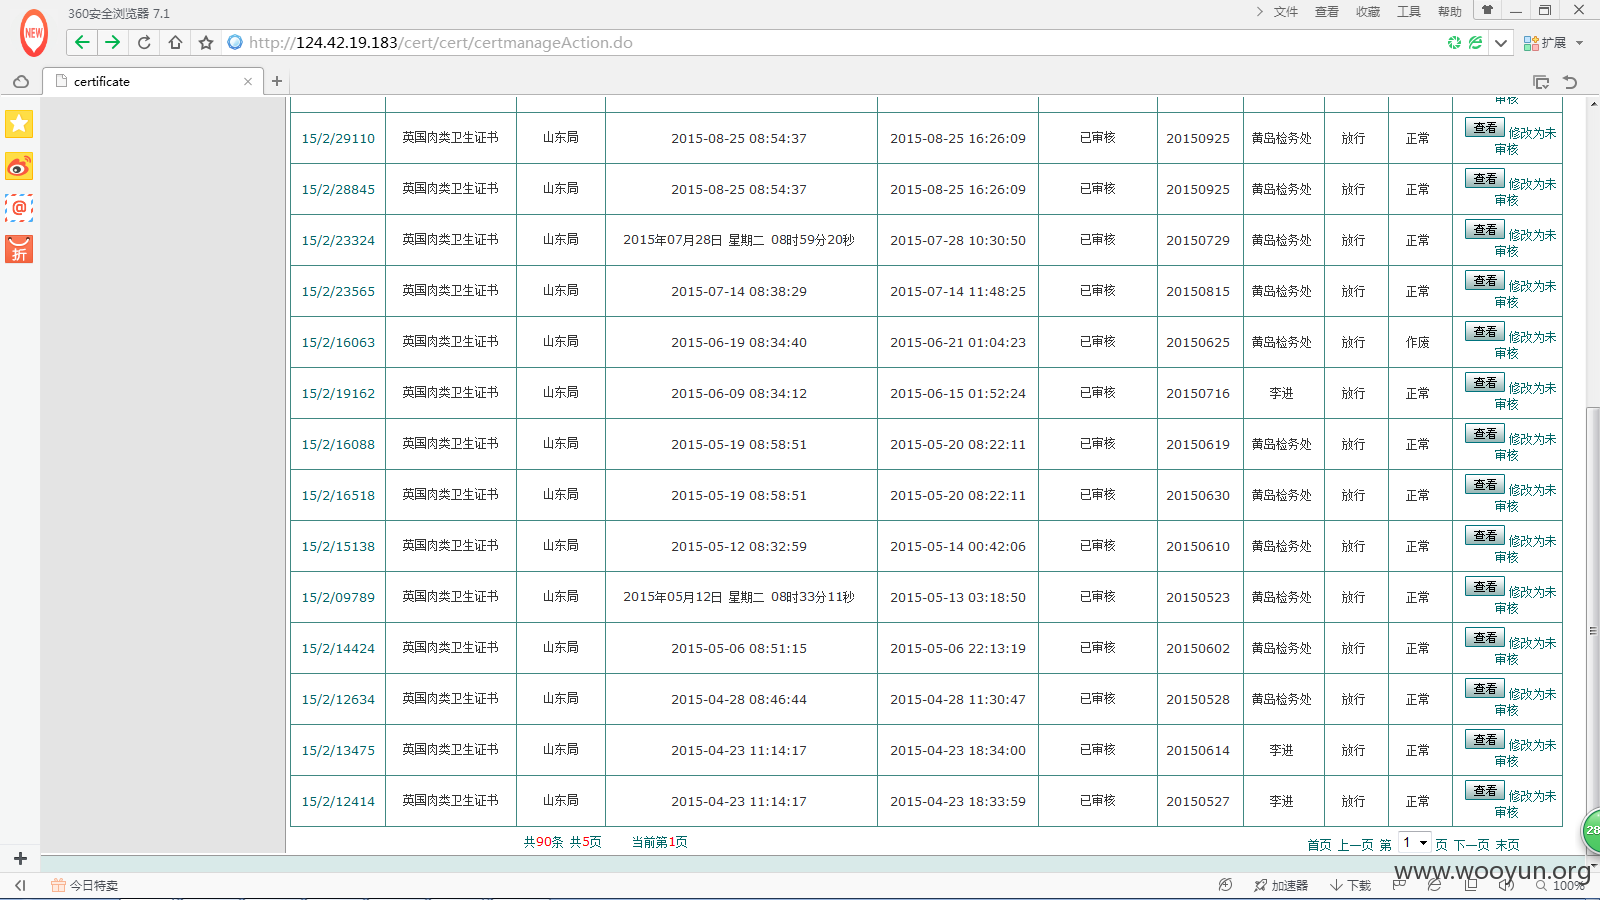 360安全浏览器 7.1
文件 查看 收藏 工具 帮助
NEW
http://124.42.19.183/cert/cert/certmanageAction.do
扩展
certificate
审核
15/2/29110 英国肉类卫生证书 山东局 2015-08-25 08:54:37 2015-08-25 16:26:09 已审核 20150925 黄岛检务处 放行 正常 查看 修改为未
审核
15/2/28845 英国肉类卫生证书 山东局 2015-08-25 08:54:37 2015-08-25 16:26:09 已审核 20150925 黄岛检务处 放行 正常 查看 修改为未
审核
15/2/23324 英国肉类卫生证书 山东局 2015年07月28日 星期二 08时59分20秒 2015-07-28 10:30:50 已审核 20150729 黄岛检务处 放行 正常 查看 修改为未
审核
15/2/23565 英国肉类卫生证书 山东局 2015-07-14 08:38:29 2015-07-14 11:48:25 已审核 20150815 黄岛检务处 放行 正常 查看 修改为未
审核
15/2/16063 英国肉类卫生证书 山东局 2015-06-19 08:34:40 2015-06-21 01:04:23 已审核 20150625 黄岛检务处 放行 作废 查看 修改为未
审核
15/2/19162 英国肉类卫生证书 山东局 2015-06-09 08:34:12 2015-06-15 01:52:24 已审核 20150716 李进 放行 正常 查看 修改为未
审核
15/2/16088 英国肉类卫生证书 山东局 2015-05-19 08:58:51 2015-05-20 08:22:11 已审核 20150619 黄岛检务处 放行 正常 查看 修改为未
审核
15/2/16518 英国肉类卫生证书 山东局 2015-05-19 08:58:51 2015-05-20 08:22:11 已审核 20150630 黄岛检务处 放行 正常 查看 修改为未
审核
15/2/15138 英国肉类卫生证书 山东局 2015-05-12 08:32:59 2015-05-14 00:42:06 已审核 20150610 黄岛检务处 放行 正常 查看 修改为未
审核
15/2/09789 英国肉类卫生证书 山东局 2015年05月12日 星期二 08时33分11秒 2015-05-13 03:18:50 已审核 20150523 黄岛检务处 放行 正常 查看 修改为未
审核
15/2/14424 英国肉类卫生证书 山东局 2015-05-06 08:51:15 2015-05-06 22:13:19 已审核 20150602 黄岛检务处 放行 正常 查看 修改为未
审核
15/2/12634 英国肉类卫生证书 山东局 2015-04-28 08:46:44 2015-04-28 11:30:47 已审核 20150528 黄岛检务处 放行 正常 查看 修改为未
审核
15/2/13475 英国肉类卫生证书 山东局 2015-04-23 11:14:17 2015-04-23 18:34:00 已审核 20150614 李进 放行 正常 查看 修改为未
审核
15/2/12414 英国肉类卫生证书 山东局 2015-04-23 11:14:17 2015-04-23 18:33:59 已审核 20150527 李进 放行 正常 查看 修改为未
审核
共90条 共5页 当前第1页 首页 上一页 第 1 页 下一页 末页
折
28
今日特卖 加速器 下载 100%
www.wooyun.org